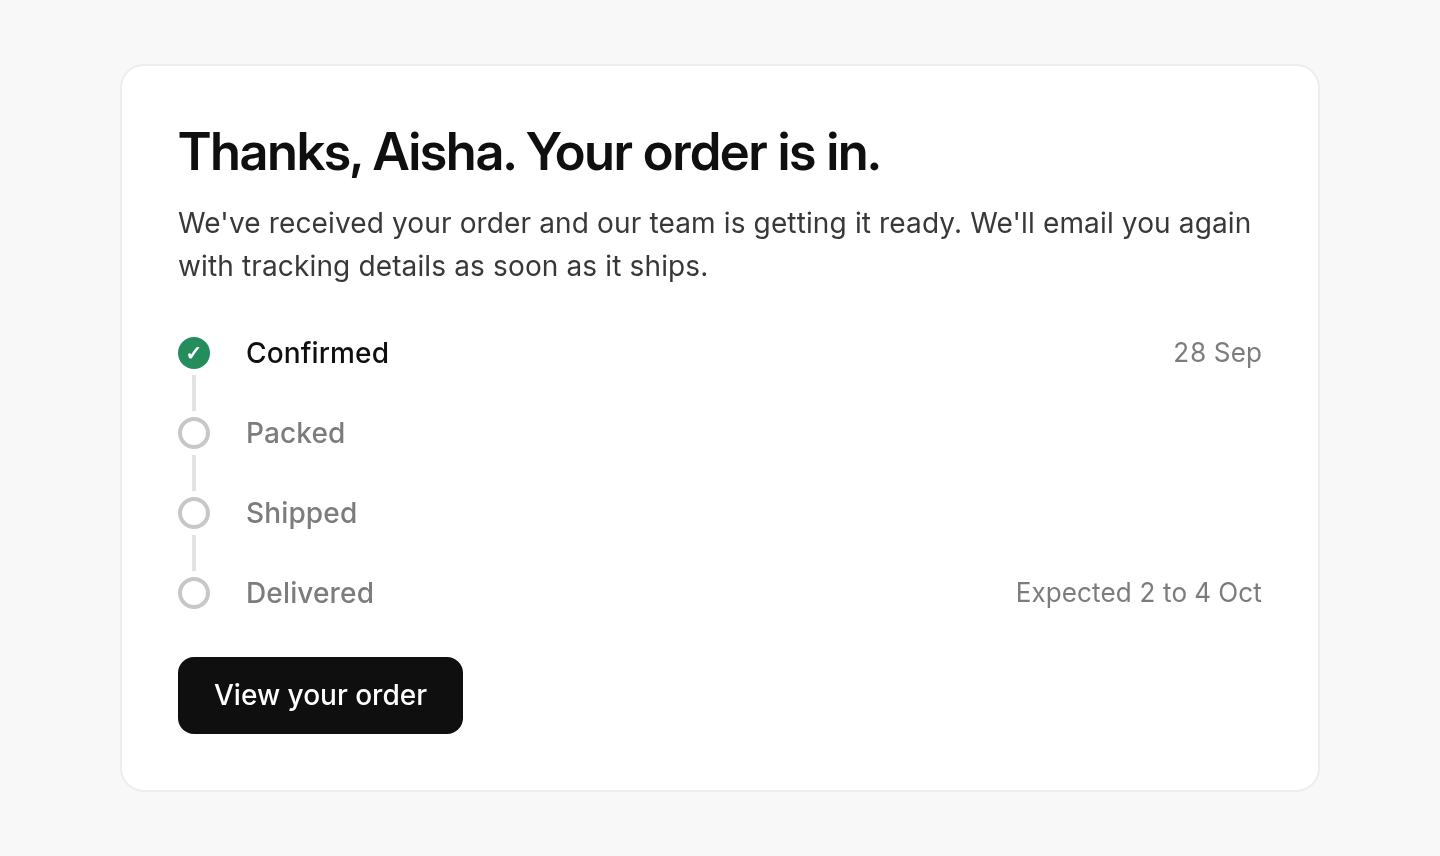 Thanks, Aisha. Your order is in.
We've received your order and our team is getting it ready. We'll email you again
with tracking details as soon as it ships.
Confirmed 28 Sep
Packed
Shipped
Delivered Expected 2 to 4 Oct
View your order